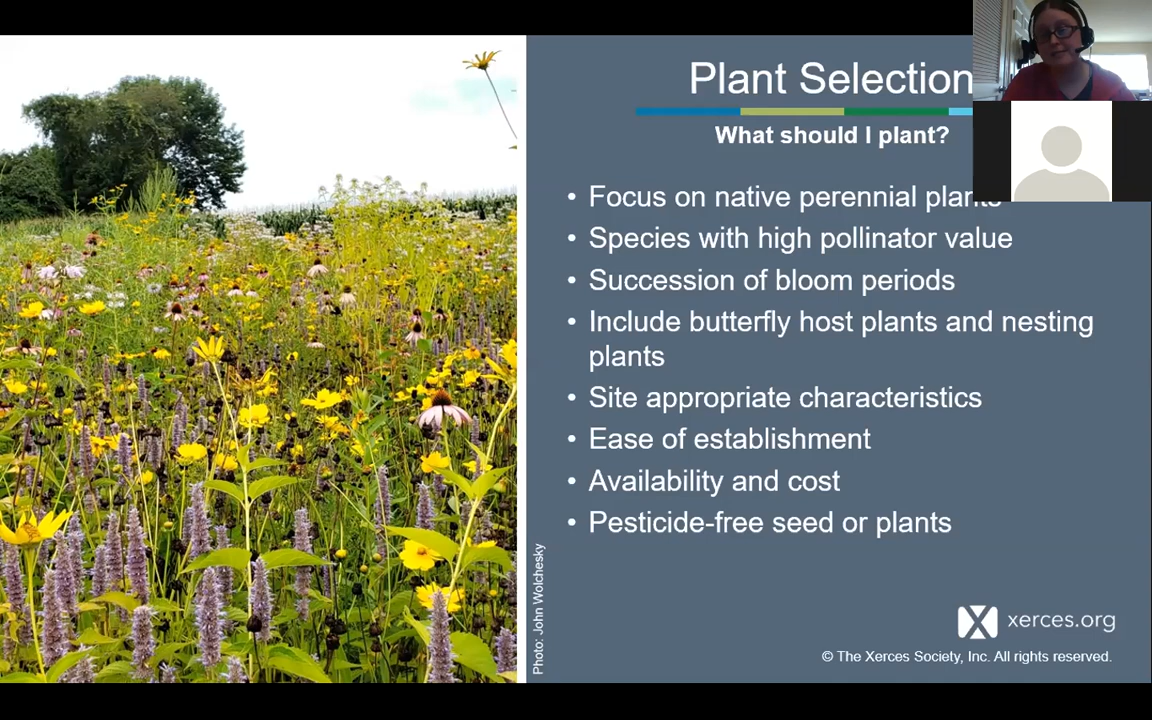 Plant Selection
What should I plant?
• Focus on native perennial plants
• Species with high pollinator value
• Succession of bloom periods
• Include butterfly host plants and nesting
plants
• Site appropriate characteristics
• Ease of establishment
• Availability and cost
• Pesticide-free seed or plants
Photo: John Wolchesky
xerces.org
© The Xerces Society, Inc. All rights reserved.